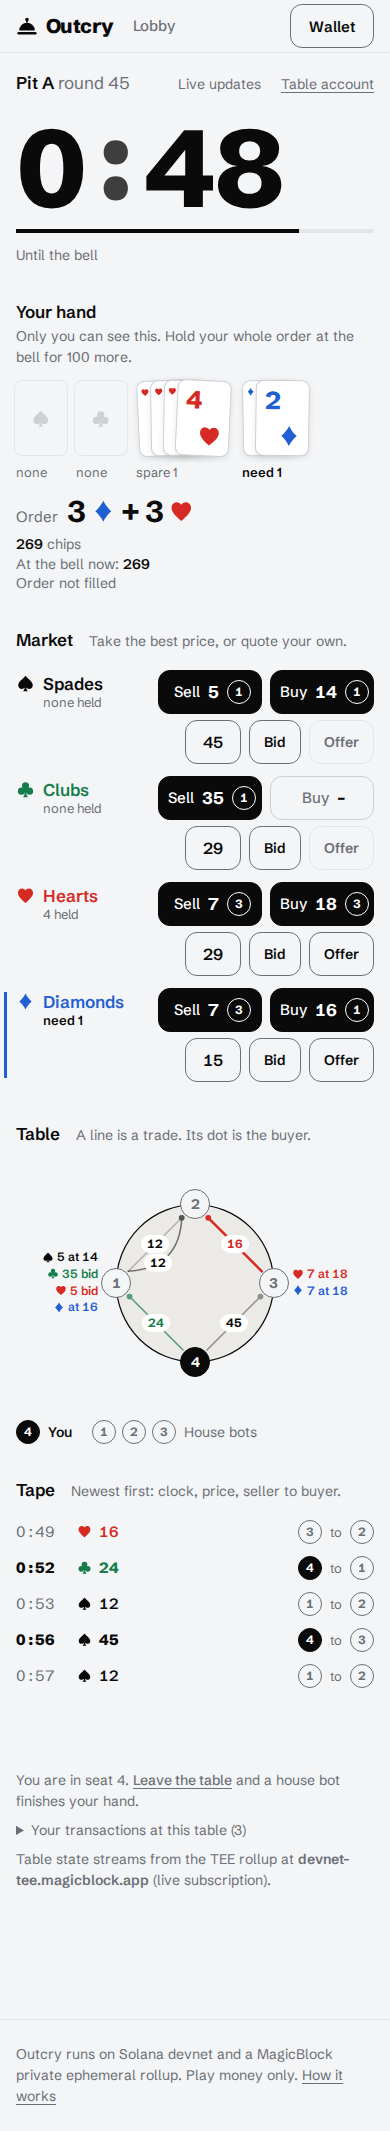 Outcry Lobby Wallet
Pit A round 45 Live updates Table account
0:48
Until the bell
Your hand
Only you can see this. Hold your whole order at the
bell for 100 more.
4 2
none none spare 1 need 1
Order 3 + 3
269 chips
At the bell now: 269
Order not filled
Market Take the best price, or quote your own.
Spades Sell 5 1 Buy 14 1
none held
45 Bid Offer
Clubs Sell 35 1 Buy –
none held
29 Bid Offer
Hearts Sell 7 3 Buy 18 3
4 held
29 Bid Offer
Diamonds Sell 7 3 Buy 16 1
need 1
15 Bid Offer
Table A line is a trade. Its dot is the buyer.
2
12 16
5 at 14 12
35 bid 7 at 18
1 3
5 bid 7 at 18
at 16
24 45
4
4 You 1 2 3 House bots
Tape Newest first: clock, price, seller to buyer.
0:49 16 3 to 2
0:52 24 4 to 1
0:53 12 1 to 2
0:56 45 4 to 3
0:57 12 1 to 2
You are in seat 4. Leave the table and a house bot
finishes your hand.
Your transactions at this table (3)
Table state streams from the TEE rollup at devnet-
tee.magicblock.app (live subscription).
Outcry runs on Solana devnet and a MagicBlock
private ephemeral rollup. Play money only. How it
works